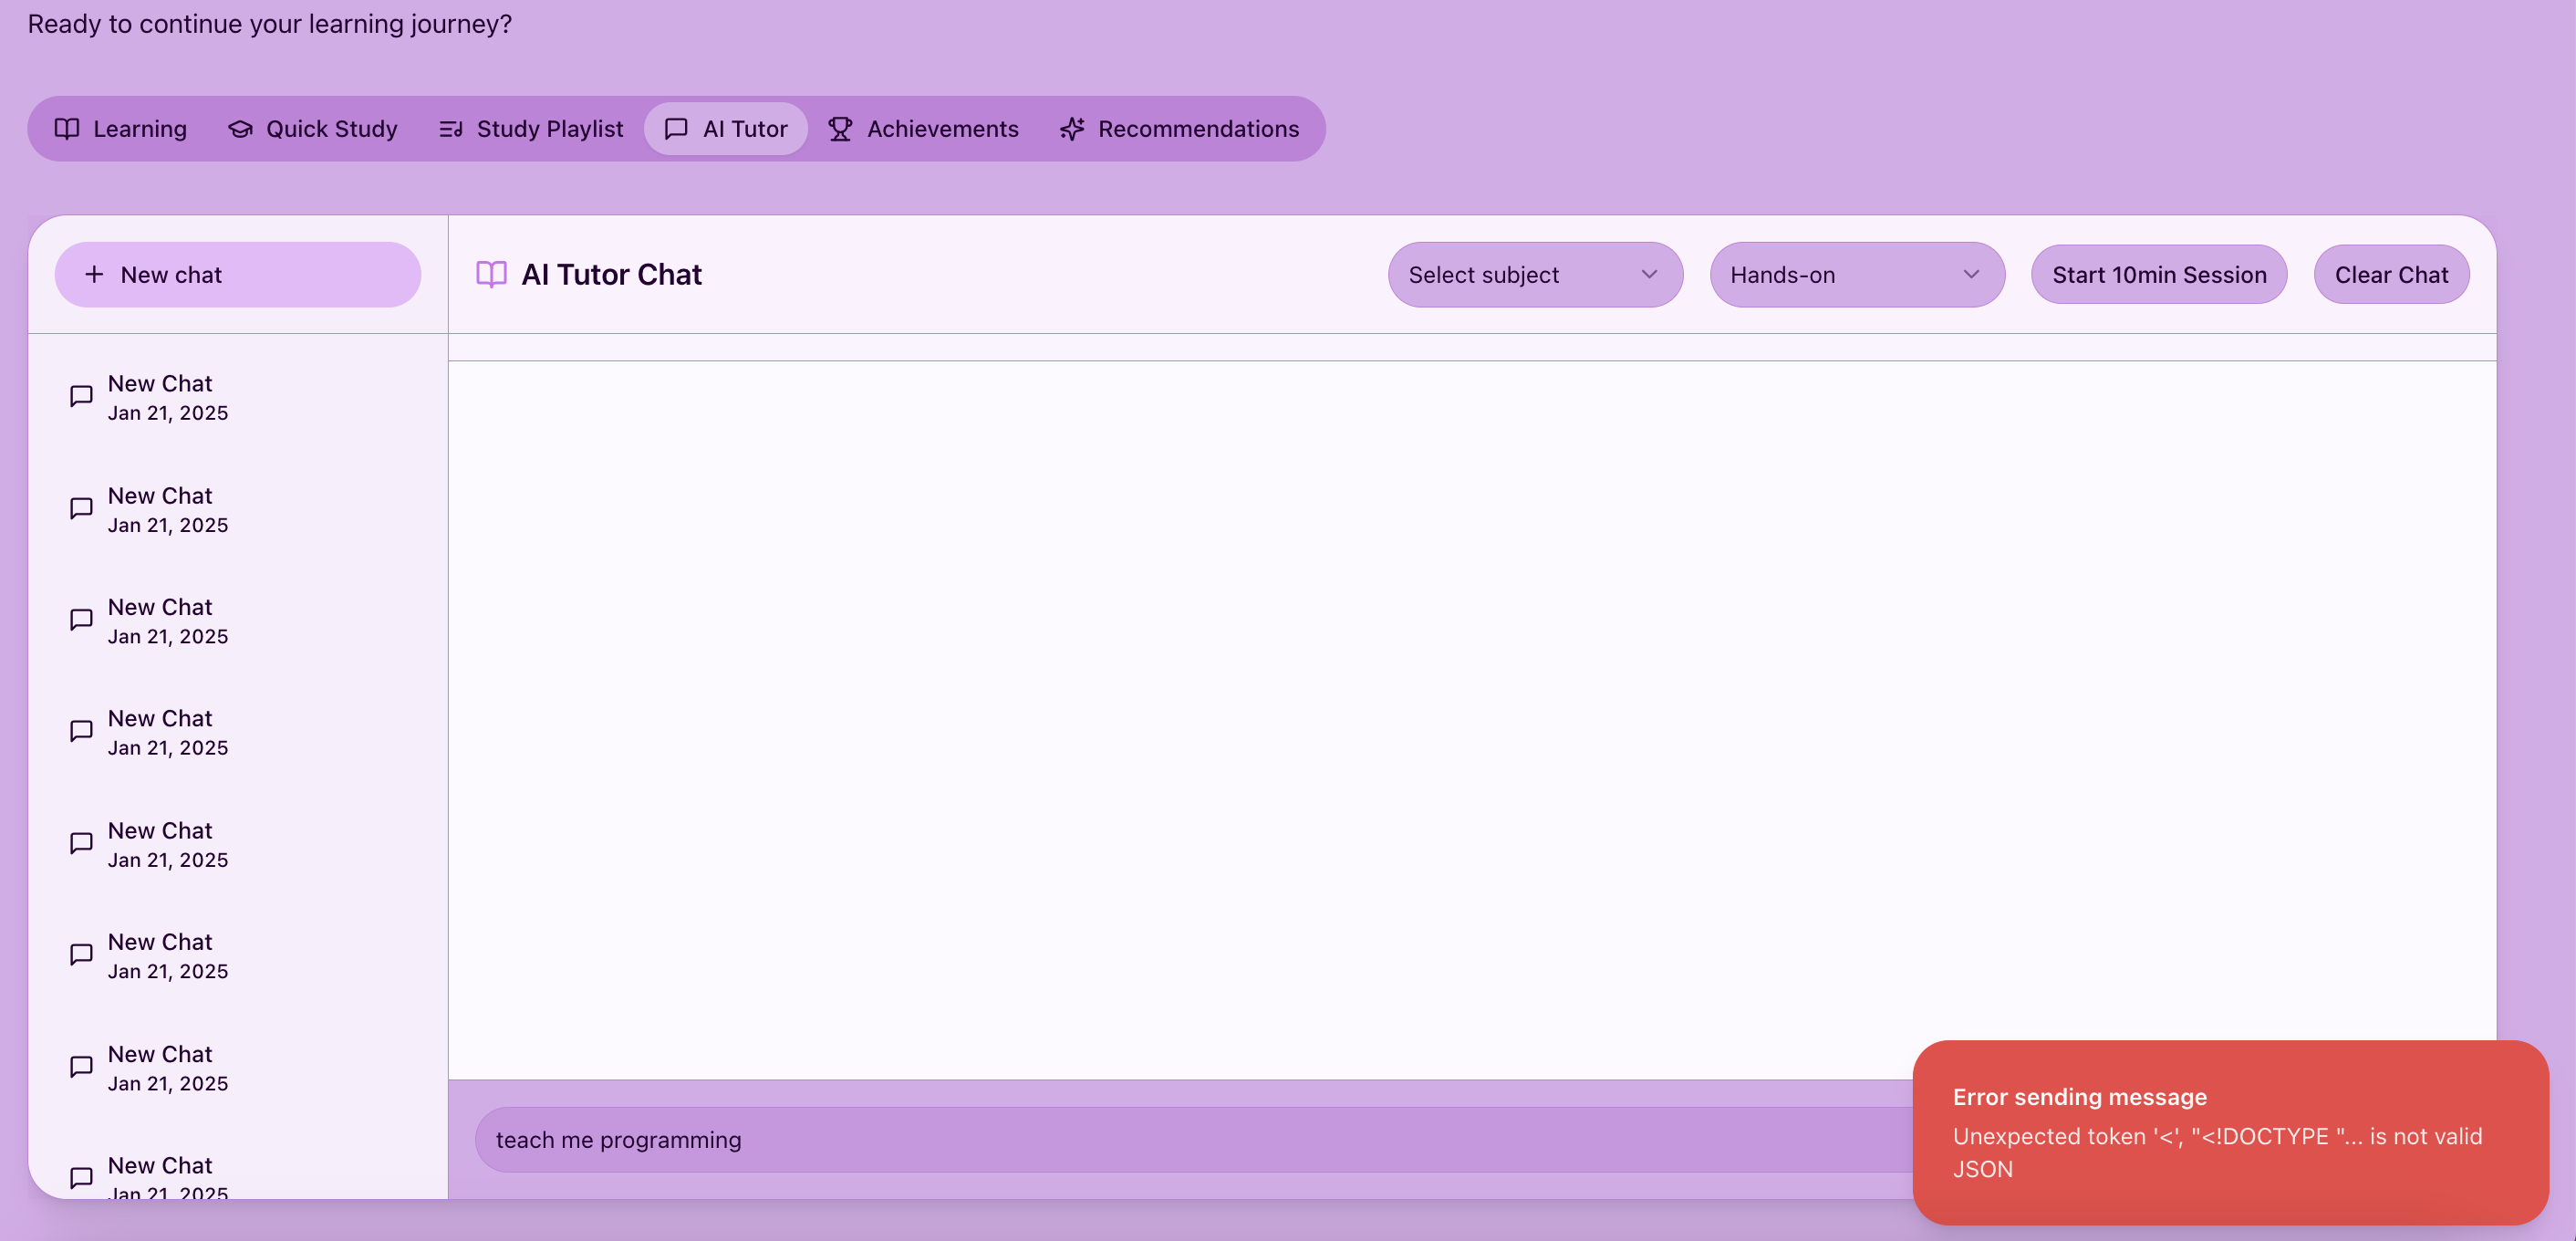 Ready to continue your learning journey?
Learning
Quick Study
Study Playlist
AI Tutor
Achievements
Recommendations
New chat
AI Tutor Chat
Select subject
Hands-on
Start 10min Session
Clear Chat
New Chat
Jan 21, 2025
New Chat
Jan 21, 2025
New Chat
Jan 21, 2025
New Chat
Jan 21, 2025
New Chat
Jan 21, 2025
New Chat
Jan 21, 2025
New Chat
Jan 21, 2025
New Chat
Jan 21, 2025
teach me programming
Error sending message
Unexpected token '<', "<!DOCTYPE "... is not valid
JSON